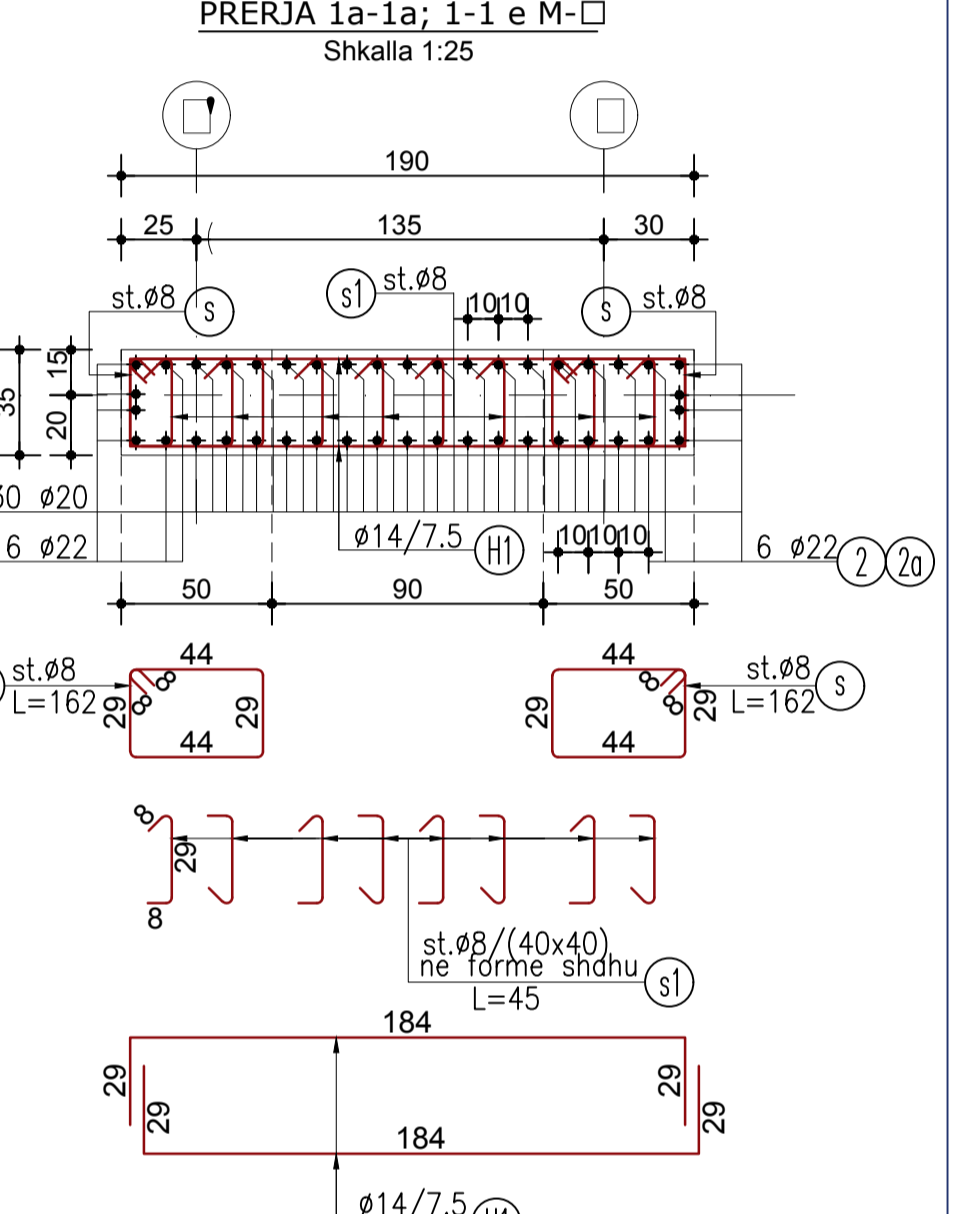 PRERJA 1a-1a; 1-1 e M-□
Shkalla 1:25
190
25 135 30
st.ø8 S s1 st.ø8 1010 S st.ø8
15
35
20
0 ø20
6 ø22
ø14/7.5 H1
101010
6 ø22 2 2a
50 90 50
44 44
st.ø8 8 8 st.ø8 S
L=162 29 8 29 29 8 29 L=162
44 44
8
29
8
st.ø8/(40x40)
ne forme shdhu s1
L=45
184
29 29
29 29
184
ø14/7.5 H1